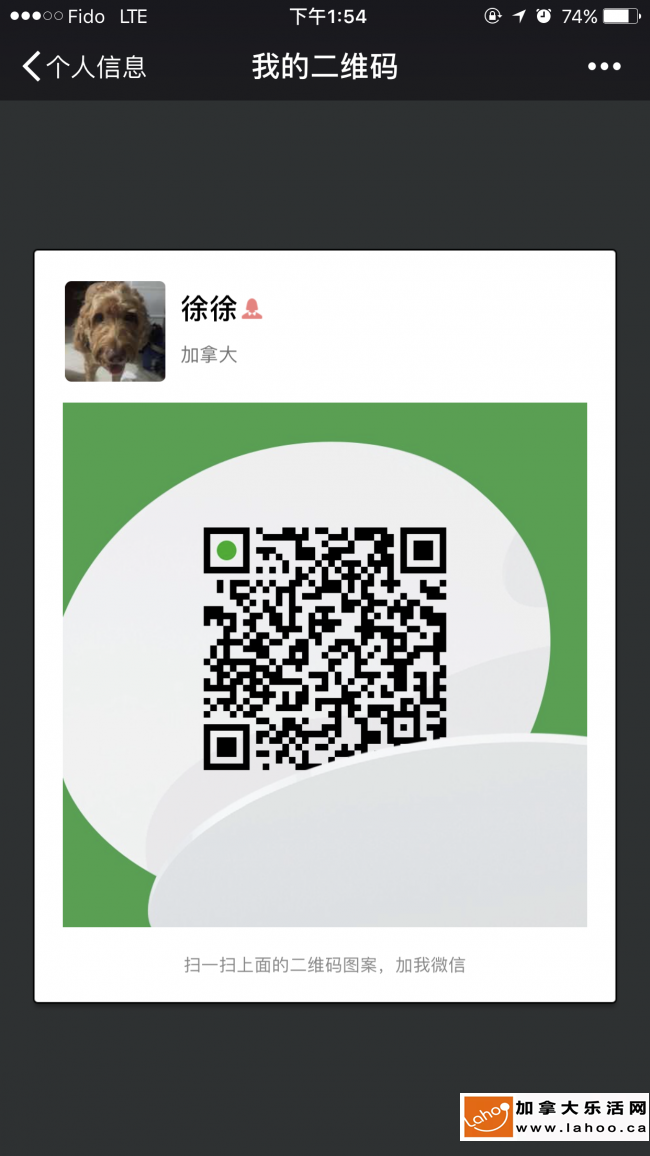 Fido LTE 下午1:54 74%
个人信息 我的二维码
徐徐
加拿大
扫一扫上面的二维码图案，加我微信
Lahoo 加拿大乐活网
www.lahoo.ca